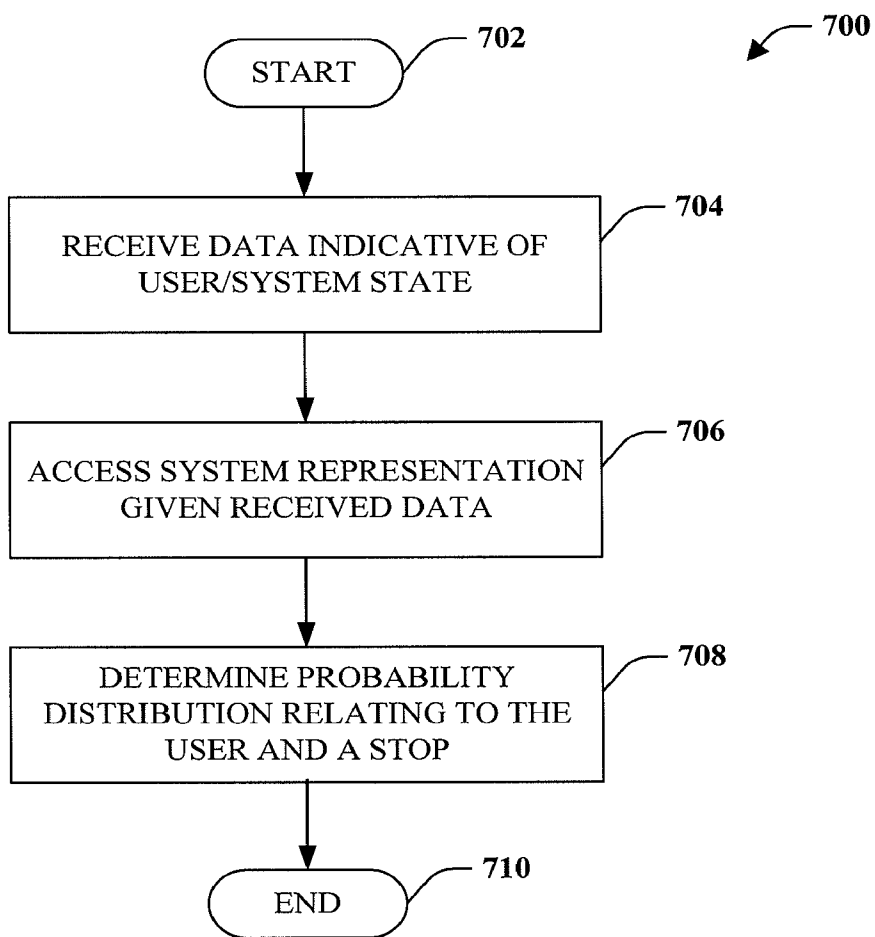 700
702
START
704
RECEIVE DATA INDICATIVE OF
USER/SYSTEM STATE
706
ACCESS SYSTEM REPRESENTATION
GIVEN RECEIVED DATA
708
DETERMINE PROBABILITY
DISTRIBUTION RELATING TO THE
USER AND A STOP
710
END